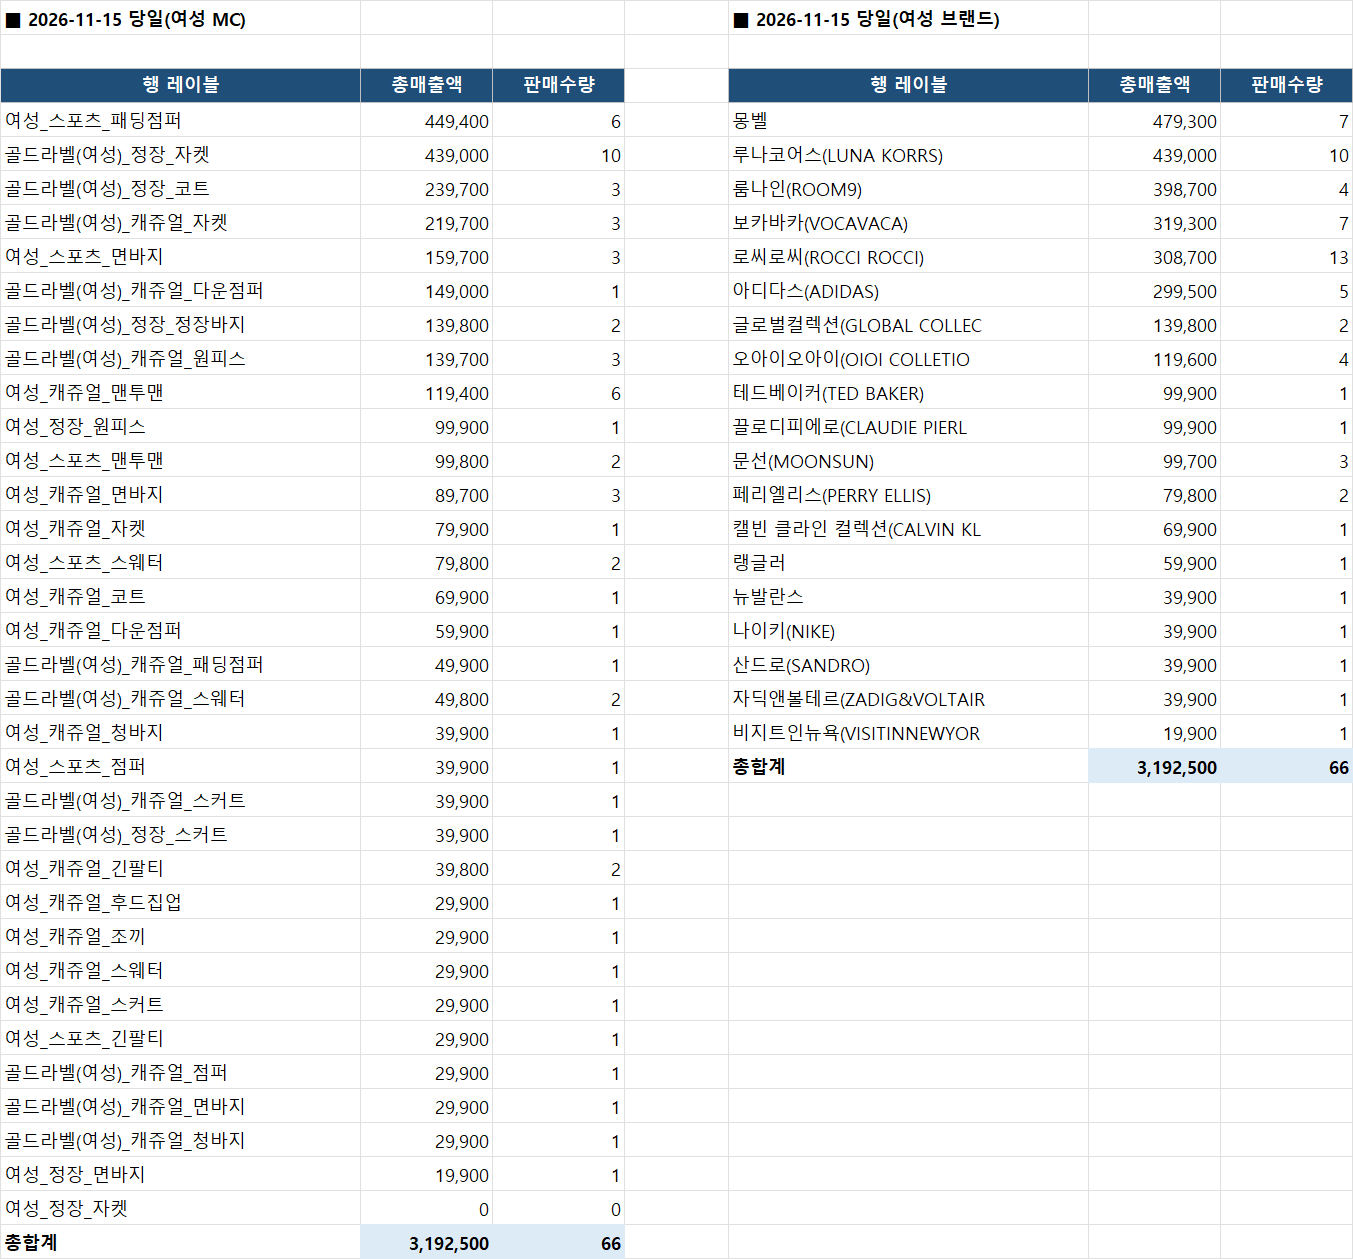 ■ 2026-11-15 당일(여성 MC)
행 레이블 총매출액 판매수량
여성_스포츠_패딩점퍼 449,400 6
골드라벨(여성)_정장_자켓 439,000 10
골드라벨(여성)_정장_코트 239,700 3
골드라벨(여성)_캐쥬얼_자켓 219,700 3
여성_스포츠_면바지 159,700 3
골드라벨(여성)_캐쥬얼_다운점퍼 149,000 1
골드라벨(여성)_정장_정장바지 139,800 2
골드라벨(여성)_캐쥬얼_원피스 139,700 3
여성_캐쥬얼_맨투맨 119,400 6
여성_정장_원피스 99,900 1
여성_스포츠_맨투맨 99,800 2
여성_캐쥬얼_면바지 89,700 3
여성_캐쥬얼_자켓 79,900 1
여성_스포츠_스웨터 79,800 2
여성_캐쥬얼_코트 69,900 1
여성_캐쥬얼_다운점퍼 59,900 1
골드라벨(여성)_캐쥬얼_패딩점퍼 49,900 1
골드라벨(여성)_캐쥬얼_스웨터 49,800 2
여성_캐쥬얼_청바지 39,900 1
여성_스포츠_점퍼 39,900 1
골드라벨(여성)_캐쥬얼_스커트 39,900 1
골드라벨(여성)_정장_스커트 39,900 1
여성_캐쥬얼_긴팔티 39,800 2
여성_캐쥬얼_후드집업 29,900 1
여성_캐쥬얼_조끼 29,900 1
여성_캐쥬얼_스웨터 29,900 1
여성_캐쥬얼_스커트 29,900 1
여성_스포츠_긴팔티 29,900 1
골드라벨(여성)_캐쥬얼_점퍼 29,900 1
골드라벨(여성)_캐쥬얼_면바지 29,900 1
골드라벨(여성)_캐쥬얼_청바지 29,900 1
여성_정장_면바지 19,900 1
여성_정장_자켓 0 0
총합계 3,192,500 66
■ 2026-11-15 당일(여성 브랜드)
행 레이블 총매출액 판매수량
몽벨 479,300 7
루나코어스(LUNA KORRS) 439,000 10
룸나인(ROOM9) 398,700 4
보카바카(VOCAVACA) 319,300 7
로씨로씨(ROCCI ROCCI) 308,700 13
아디다스(ADIDAS) 299,500 5
글로벌컬렉션(GLOBAL COLLEC 139,800 2
오아이오아이(OIOI COLLETIO 119,600 4
테드베이커(TED BAKER) 99,900 1
끌로디피에로(CLAUDIE PIERL 99,900 1
문선(MOONSUN) 99,700 3
페리엘리스(PERRY ELLIS) 79,800 2
캘빈 클라인 컬렉션(CALVIN KL 69,900 1
랭글러 59,900 1
뉴발란스 39,900 1
나이키(NIKE) 39,900 1
산드로(SANDRO) 39,900 1
자딕앤볼테르(ZADIG&VOLTAIR 39,900 1
비지트인뉴욕(VISITINNEWYOR 19,900 1
총합계 3,192,500 66